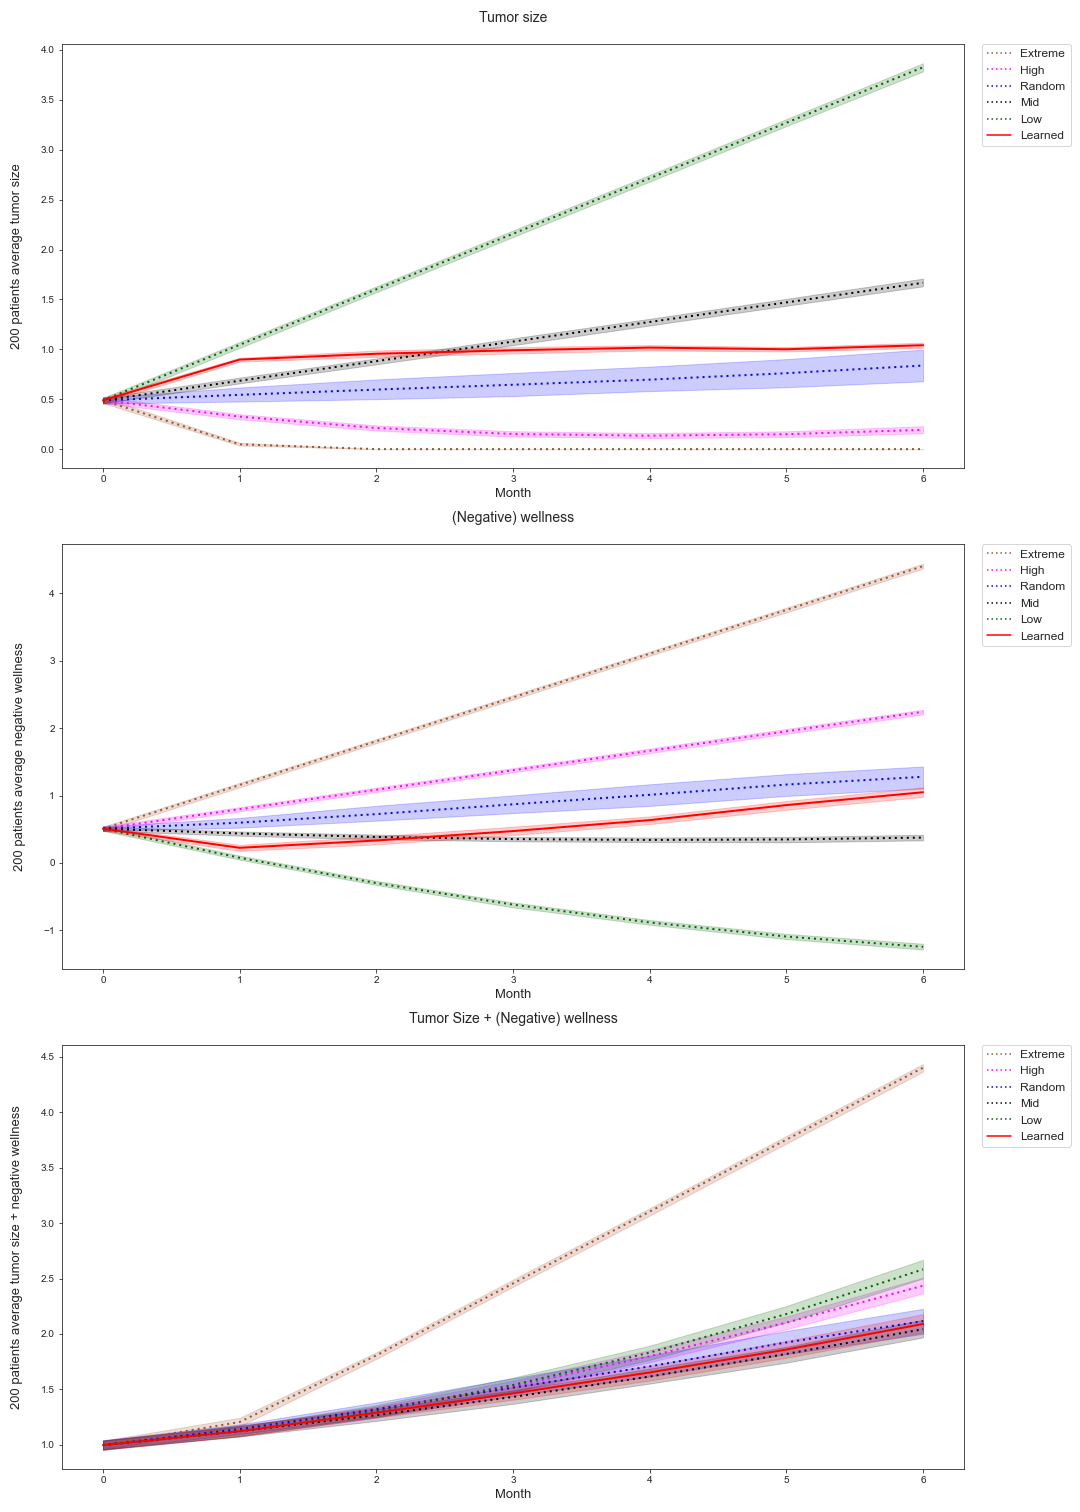 Tumor size
200 patients average tumor size
4.0
3.5
3.0
2.5
2.0
1.5
1.0
0.5
0.0
0 1 2 3 4 5 6
Month
Extreme
High
Random
Mid
Low
Learned
(Negative) wellness
200 patients average negative wellness
4
3
2
1
0
−1
0 1 2 3 4 5 6
Month
Extreme
High
Random
Mid
Low
Learned
Tumor Size + (Negative) wellness
200 patients average tumor size + negative wellness
4.5
4.0
3.5
3.0
2.5
2.0
1.5
1.0
0 1 2 3 4 5 6
Month
Extreme
High
Random
Mid
Low
Learned